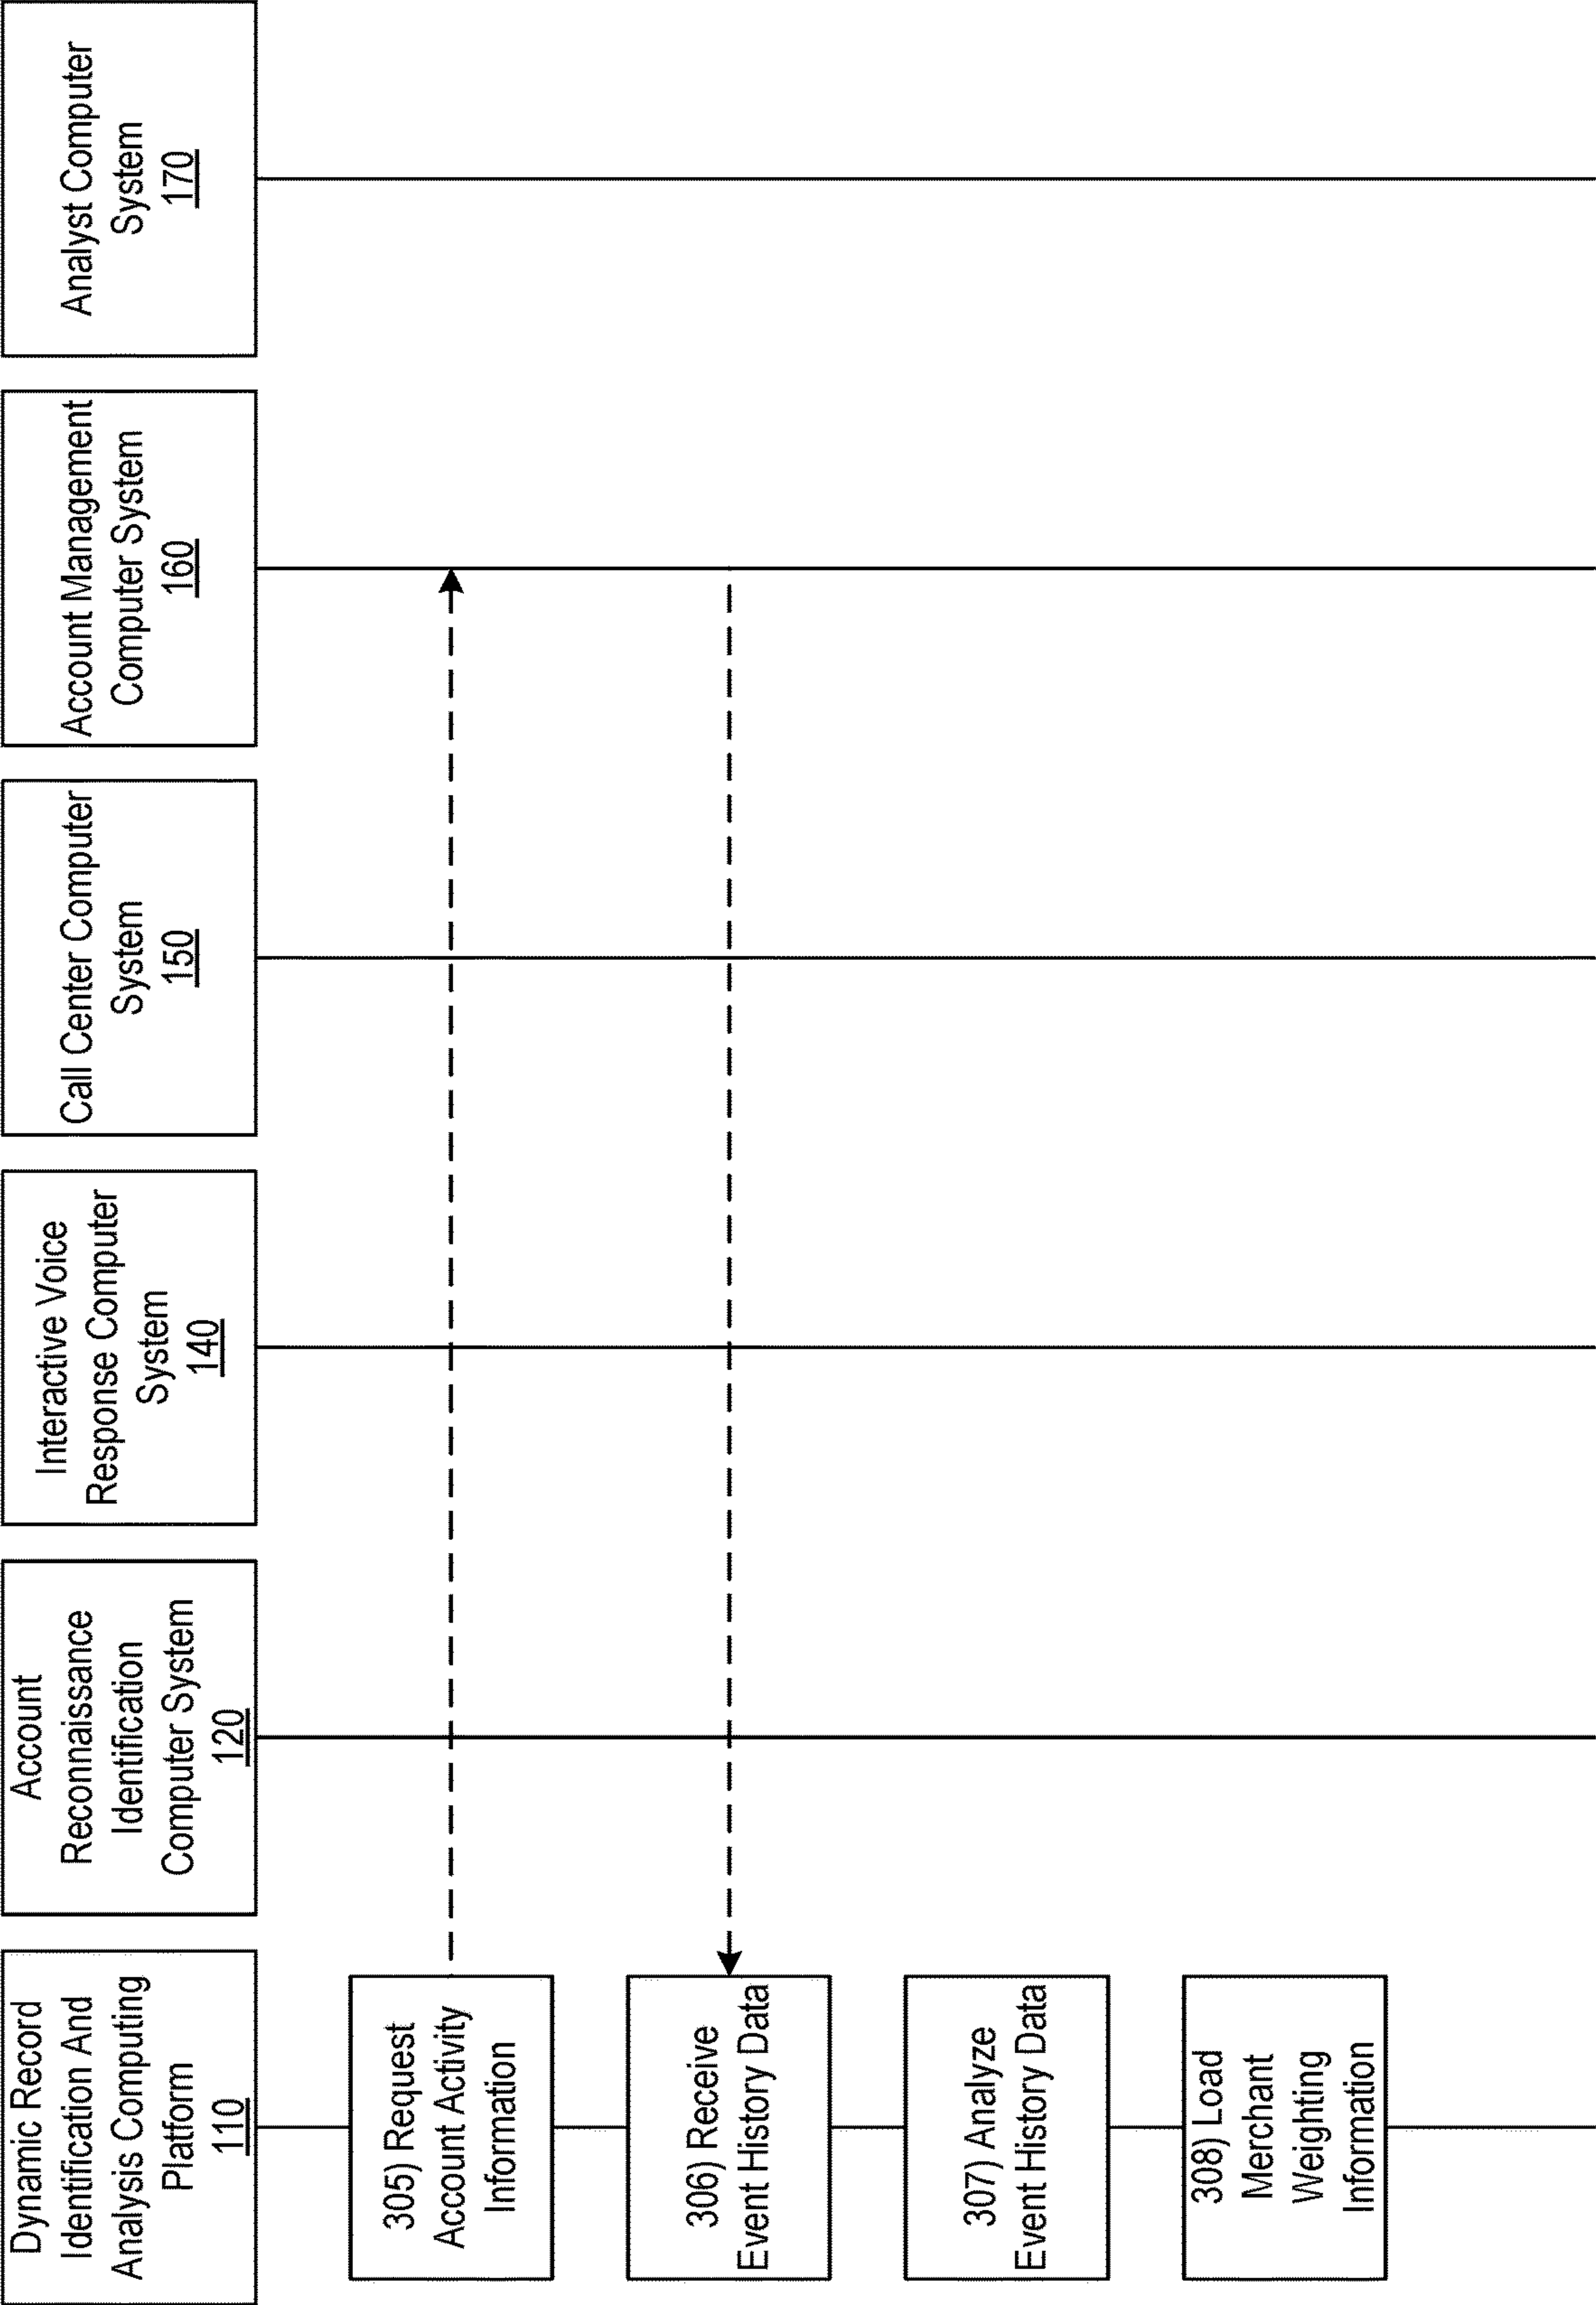 Dynamic Record
Identification And
Analysis Computing
Platform
110
Account
Reconnaissance
Identification
Computer System
120
Interactive Voice
Response Computer
System
140
Call Center Computer
System
150
Account Management
Computer System
160
Analyst Computer
System
170
305) Request
Account Activity
Information
306) Receive
Event History Data
307) Analyze
Event History Data
308) Load
Merchant
Weighting
Information